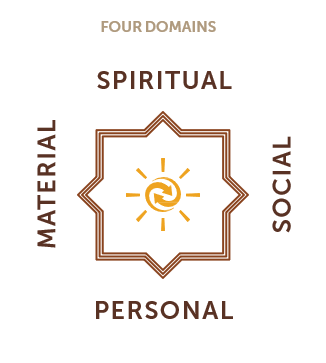 FOUR DOMAINS
SPIRITUAL
MATERIAL
SOCIAL
PERSONAL